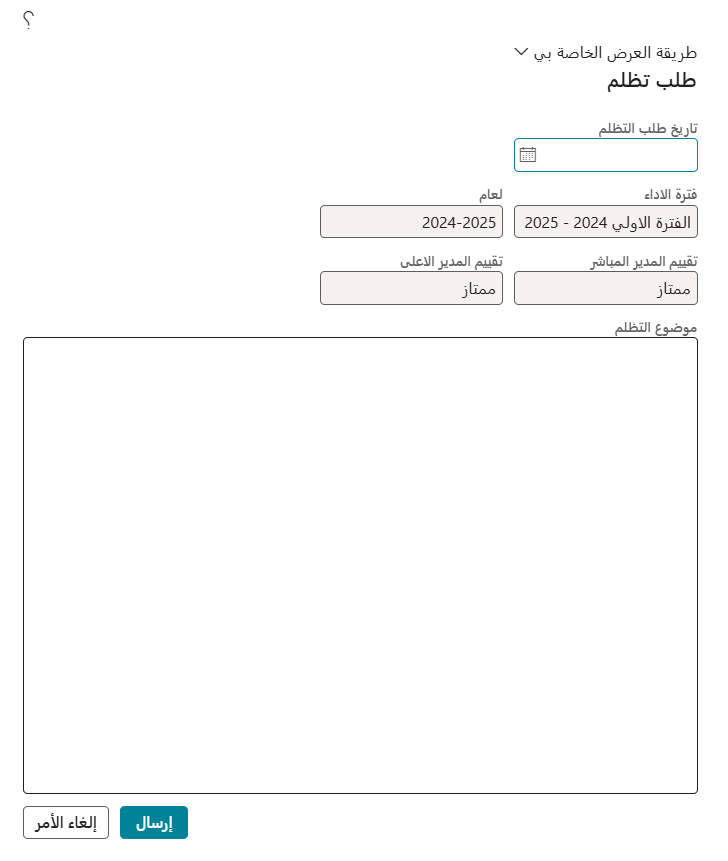 ؟
طريقة العرض الخاصة بي
طلب تظلم
تاريخ طلب التظلم
فترة الاداء
لعام
الفترة الاولي 2024 - 2025
2024-2025
تقييم المدير المباشر
تقييم المدير الاعلى
ممتاز
ممتاز
موضوع التظلم
إرسال
إلغاء الأمر